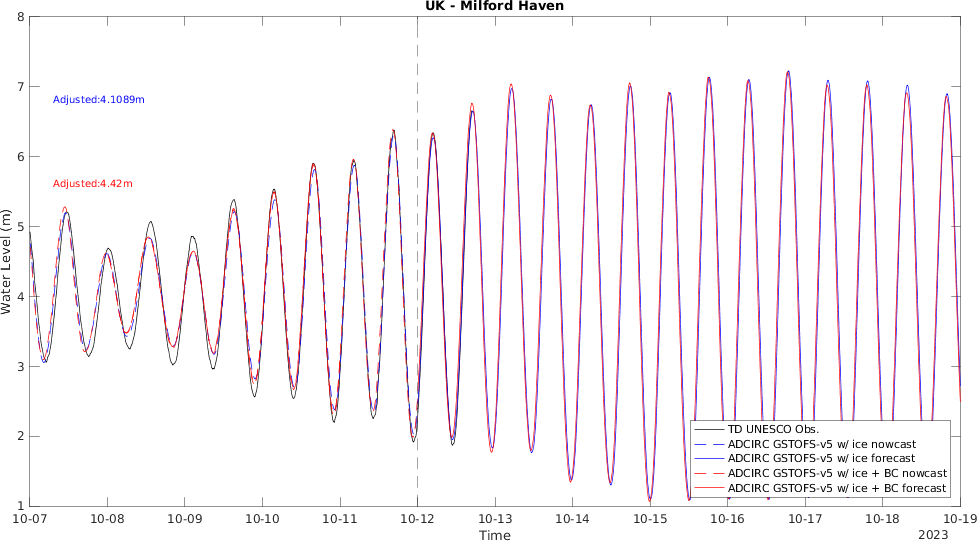 UK - Milford Haven
8
7
6
5
4
3
2
1
Water Level (m)
Adjusted:4.1089m
Adjusted:4.42m
TD UNESCO Obs.
ADCIRC GSTOFS-v5 w/ ice nowcast
ADCIRC GSTOFS-v5 w/ ice forecast
ADCIRC GSTOFS-v5 w/ ice + BC nowcast
ADCIRC GSTOFS-v5 w/ ice + BC forecast
10-07 10-08 10-09 10-10 10-11 10-12 10-13 10-14 10-15 10-16 10-17 10-18 10-19
Time
2023